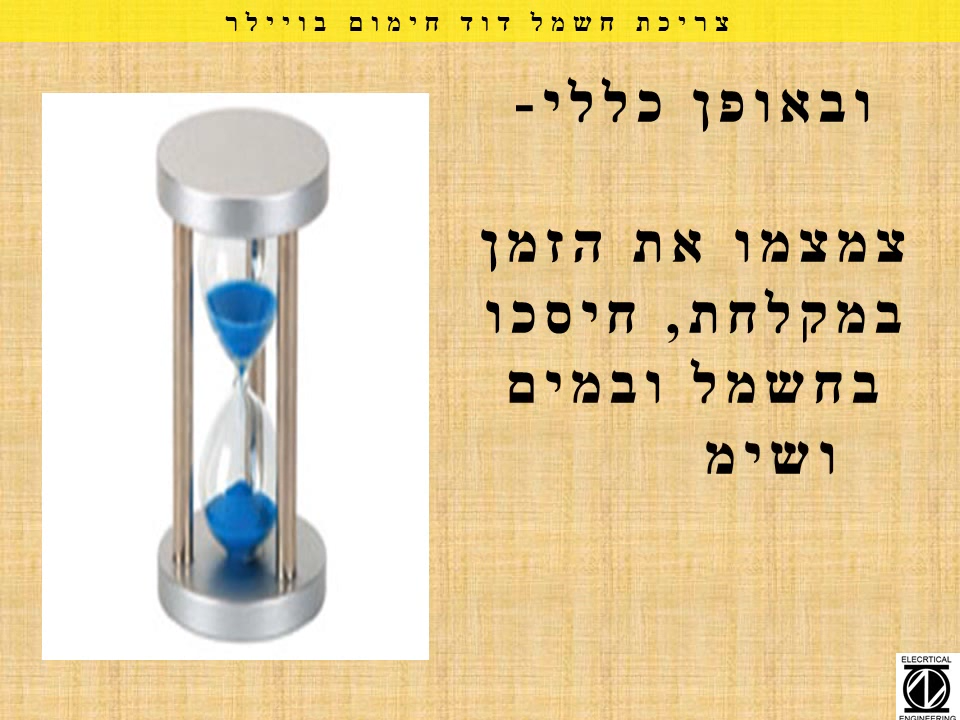 צריכת חשמל דוד חימום בויילר
ובאופן כללי-
צמצמו את הזמן
במקלחת, חיסכו
בחשמל ובמים
ושימ
ELECRTICAL
ENGINEERING